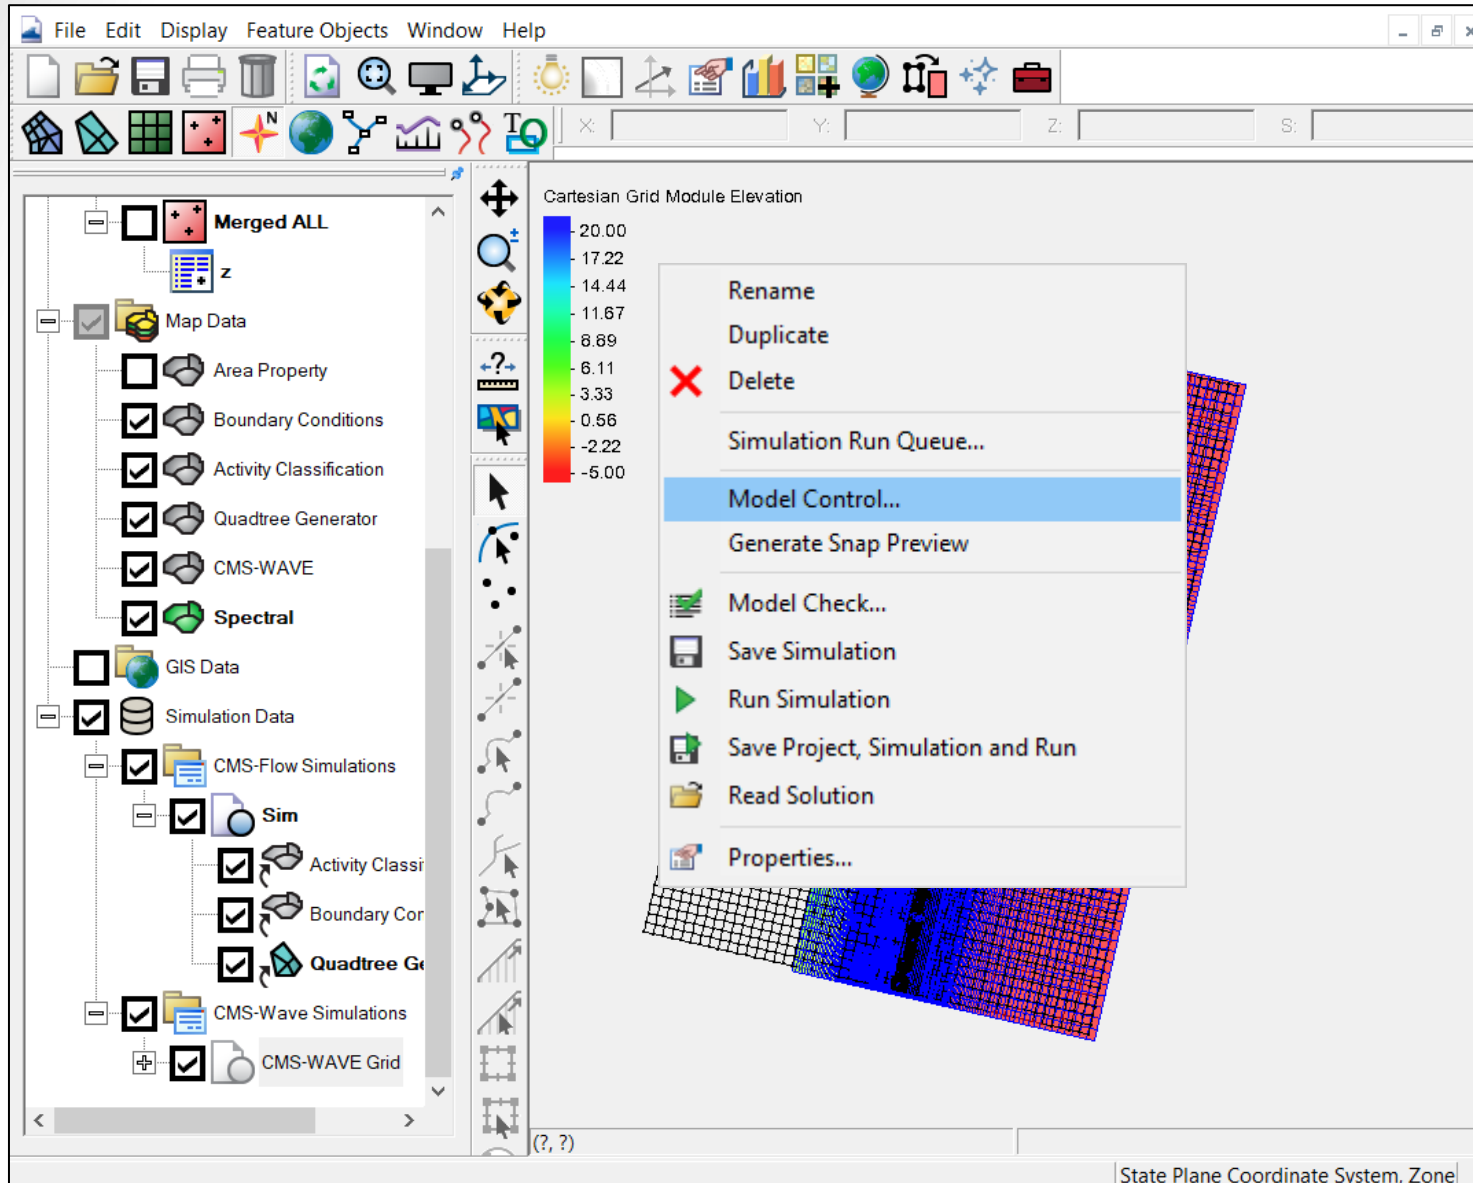 File Edit Display Feature Objects Window Help
N
TO
X: Y: Z: S:
Merged ALL
z
Map Data
Area Property
Boundary Conditions
Activity Classification
Quadtree Generator
CMS-WAVE
Spectral
GIS Data
Simulation Data
CMS-Flow Simulations
Sim
Activity Classi
Boundary Cor
Quadtree Ge
CMS-Wave Simulations
CMS-WAVE Grid
Cartesian Grid Module Elevation
20.00
17.22
14.44
11.67
8.89
6.11
3.33
0.56
-2.22
-5.00
Rename
Duplicate
Delete
Simulation Run Queue...
Model Control...
Generate Snap Preview
Model Check...
Save Simulation
Run Simulation
Save Project, Simulation and Run
Read Solution
Properties...
(?, ?)
State Plane Coordinate System, Zone